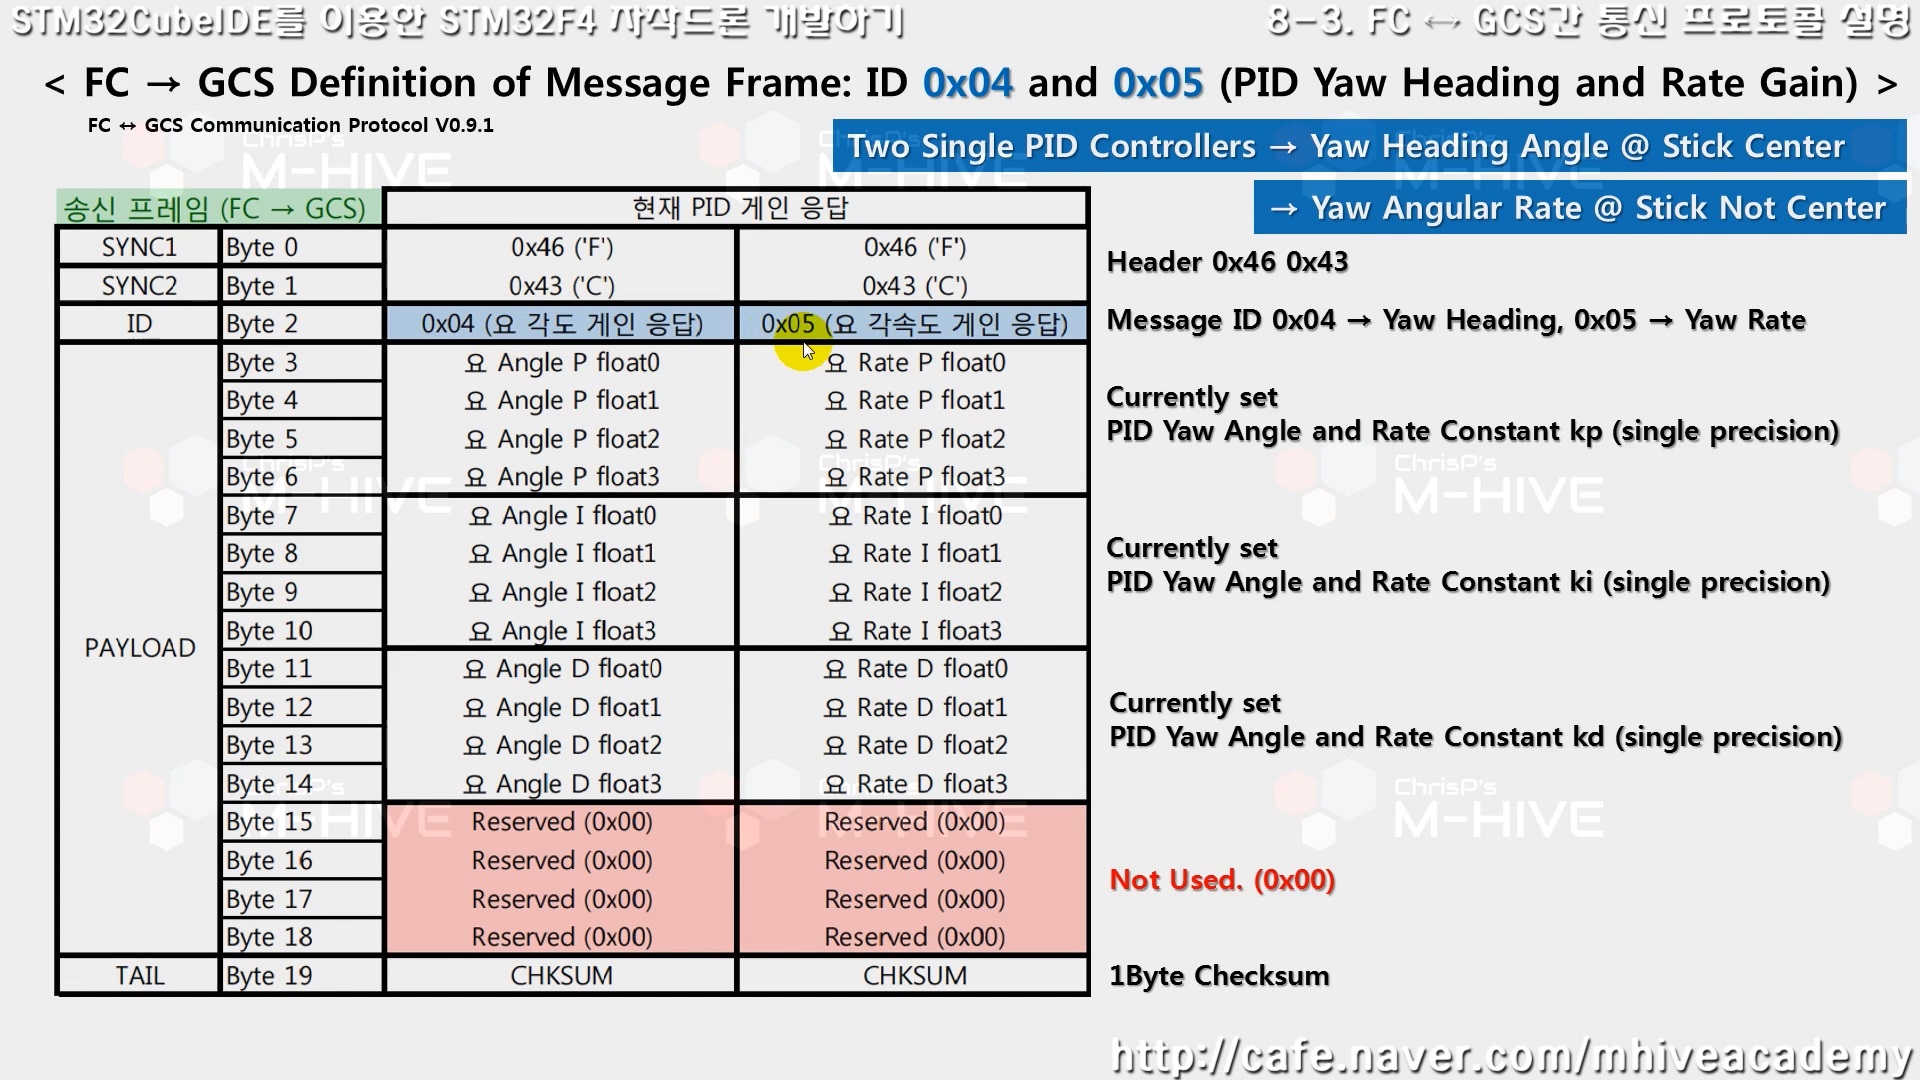 STM32CubeIDE를 이용한 STM32F4 자작드론 개발하기
8-3. FC ↔ GCS간 통신 프로토콜 설명
< FC → GCS Definition of Message Frame: ID 0x04 and 0x05 (PID Yaw Heading and Rate Gain) >
FC ↔ GCS Communication Protocol V0.9.1
Two Single PID Controllers → Yaw Heading Angle @ Stick Center
→ Yaw Angular Rate @ Stick Not Center
송신 프레임 (FC → GCS) 현재 PID 게인 응답
SYNC1 Byte 0 0x46 ('F') 0x46 ('F')
SYNC2 Byte 1 0x43 ('C') 0x43 ('C')
Header 0x46 0x43
ID Byte 2 0x04 (요 각도 게인 응답) 0x05 (요 각속도 게인 응답)
Message ID 0x04 → Yaw Heading, 0x05 → Yaw Rate
PAYLOAD
Byte 3 요 Angle P float0 요 Rate P float0
Byte 4 요 Angle P float1 요 Rate P float1
Byte 5 요 Angle P float2 요 Rate P float2
Byte 6 요 Angle P float3 요 Rate P float3
Currently set
PID Yaw Angle and Rate Constant kp (single precision)
Byte 7 요 Angle I float0 요 Rate I float0
Byte 8 요 Angle I float1 요 Rate I float1
Byte 9 요 Angle I float2 요 Rate I float2
Byte 10 요 Angle I float3 요 Rate I float3
Currently set
PID Yaw Angle and Rate Constant ki (single precision)
Byte 11 요 Angle D float0 요 Rate D float0
Byte 12 요 Angle D float1 요 Rate D float1
Byte 13 요 Angle D float2 요 Rate D float2
Byte 14 요 Angle D float3 요 Rate D float3
Currently set
PID Yaw Angle and Rate Constant kd (single precision)
Byte 15 Reserved (0x00) Reserved (0x00)
Byte 16 Reserved (0x00) Reserved (0x00)
Byte 17 Reserved (0x00) Reserved (0x00)
Byte 18 Reserved (0x00) Reserved (0x00)
Not Used. (0x00)
TAIL Byte 19 CHKSUM CHKSUM
1Byte Checksum
ChrisP's
M-HIVE
ChrisP's
M-HIVE
ChrisP's
M-HIVE
ChrisP's
M-HIVE
ChrisP's
M-HIVE
ChrisP's
M-HIVE
http://cafe.naver.com/mhiveacademy